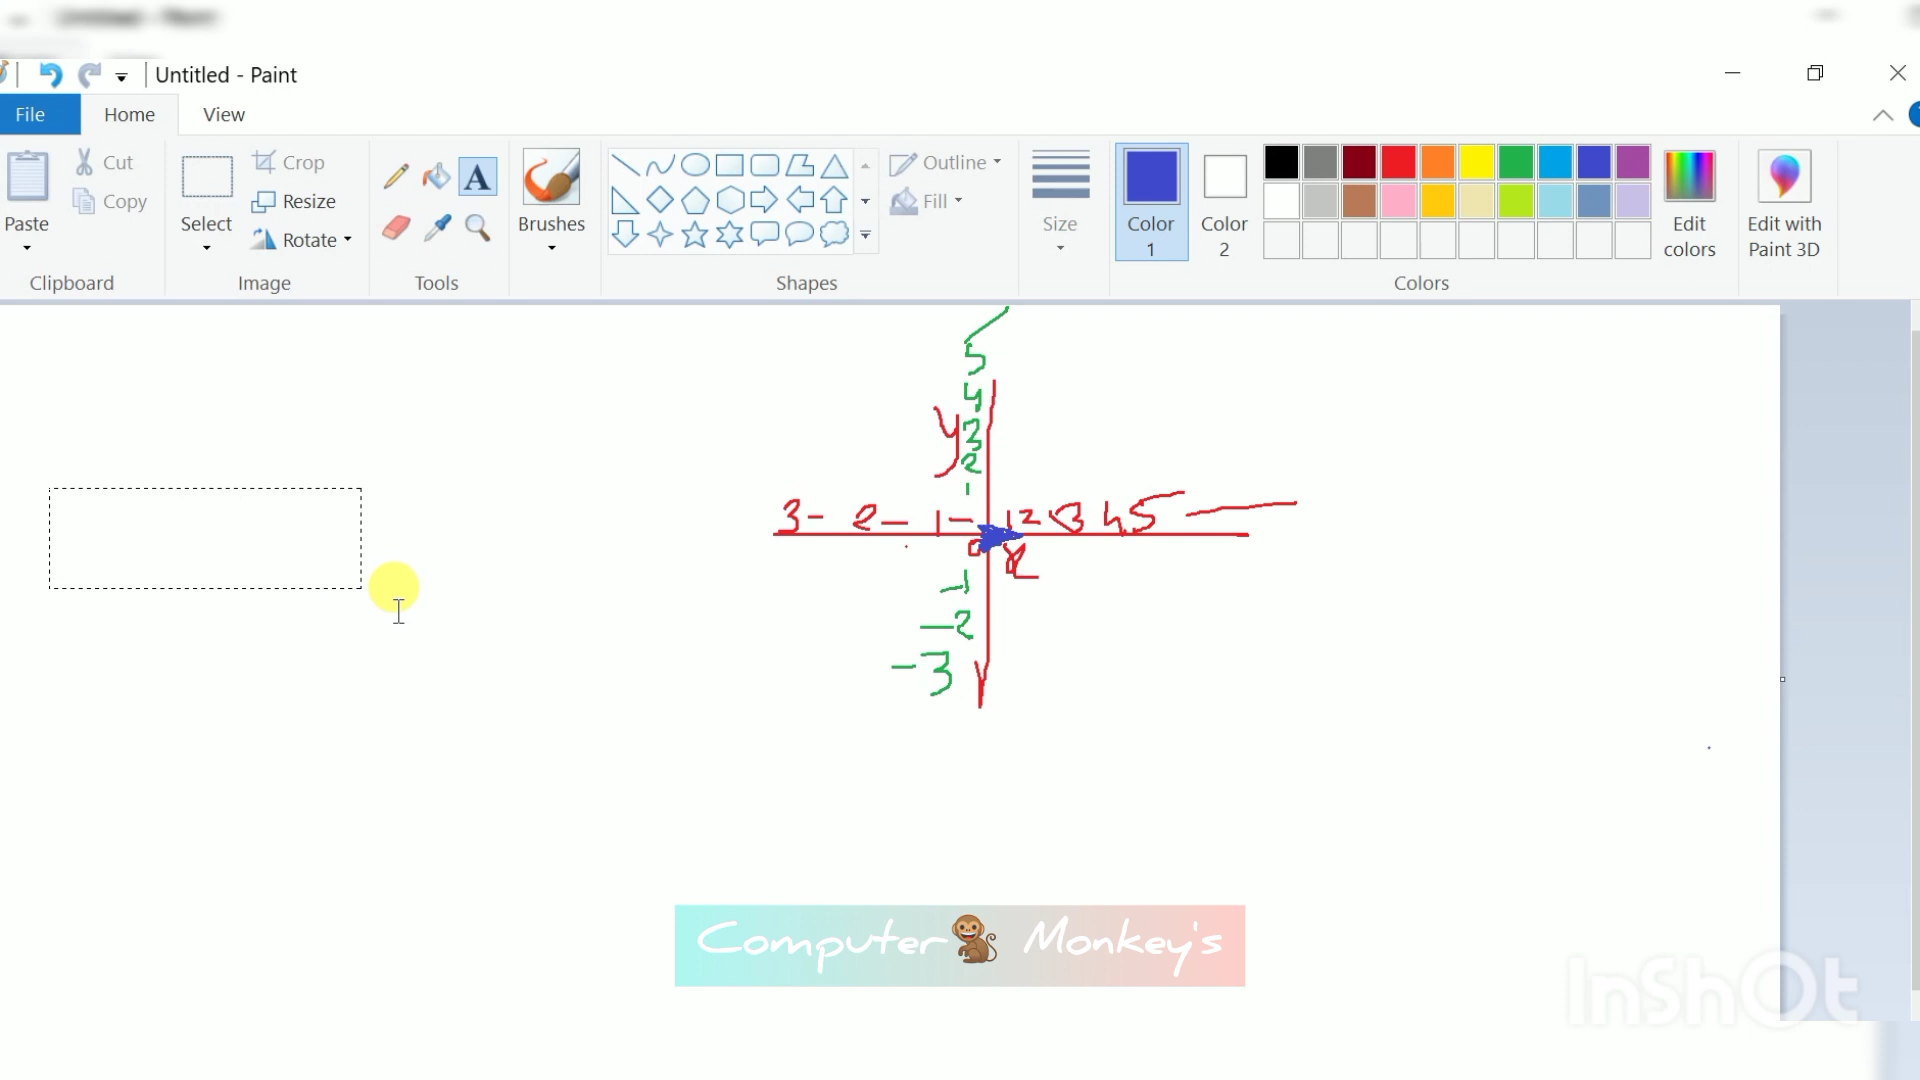 Untitled - Paint
File Home View
Cut
Copy
Paste
Clipboard
Crop
Resize
Rotate
Select
Image
A
Tools
Brushes
Outline
Fill
Shapes
Size
Color 1
Color 2
Edit colors
Edit with Paint 3D
Colors
5
4
y 3
2
1
3- 2- 1- 1 2 3 4 5
0
-1
-2
-3
Computer Monkey's
InShOt